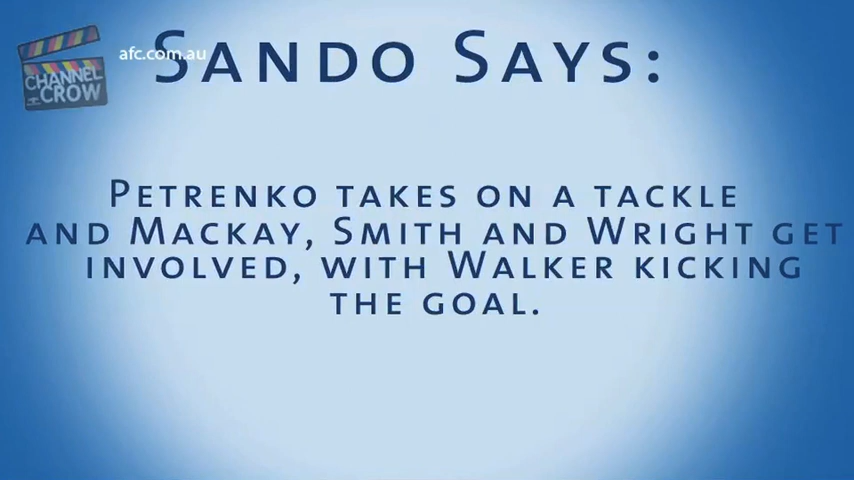 afc.com.au
CHANNEL
CROW
SANDO SAYS:
PETRENKO TAKES ON A TACKLE
AND MACKAY, SMITH AND WRIGHT GET
INVOLVED, WITH WALKER KICKING
THE GOAL.